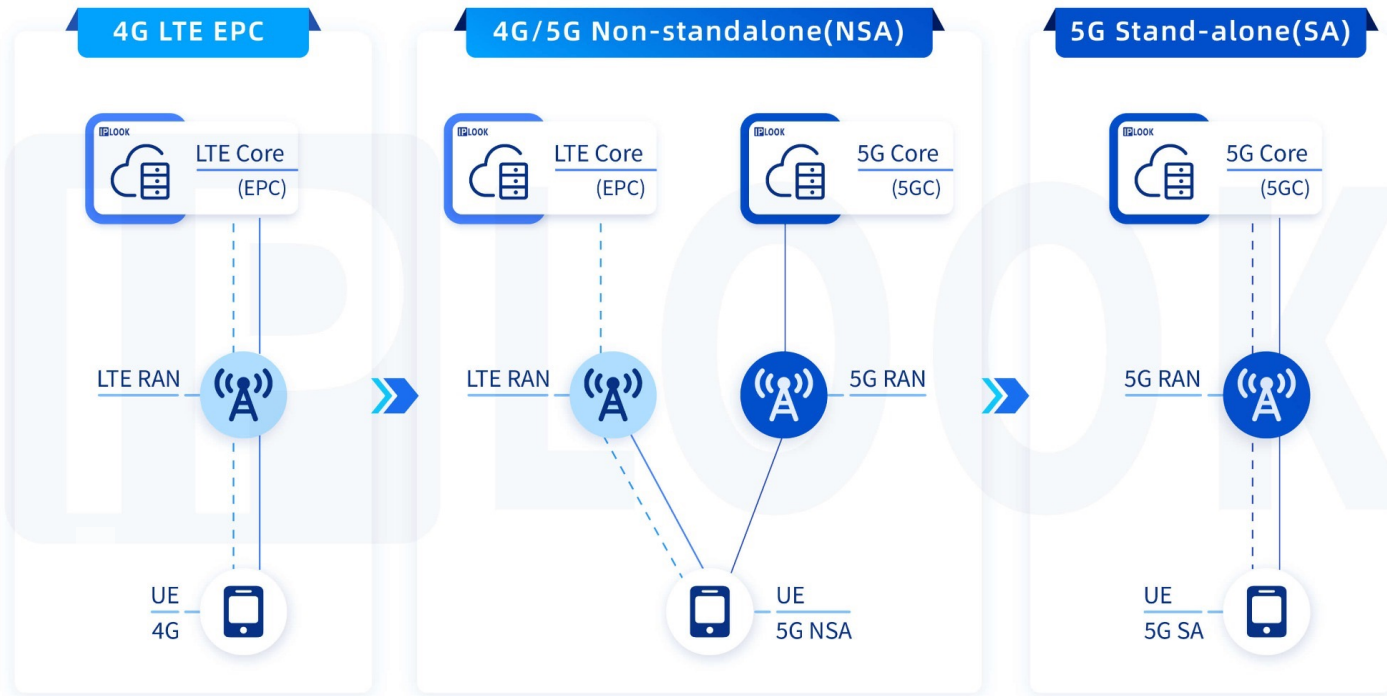 4G LTE EPC
IPLOOK
LTE Core
(EPC)
LTE RAN
UE
4G
4G/5G Non-standalone(NSA)
IPLOOK
LTE Core
(EPC)
IPLOOK
5G Core
(5GC)
LTE RAN
5G RAN
UE
5G NSA
5G Stand-alone(SA)
IPLOOK
5G Core
(5GC)
5G RAN
UE
5G SA
IPLOOK